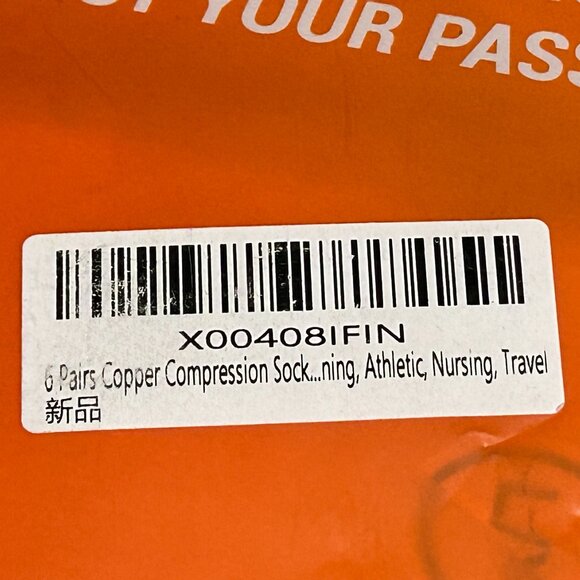 YOUR PASS
X00408IFIN
6 Pairs Copper Compression Sock...ning, Athletic, Nursing, Travel
新品